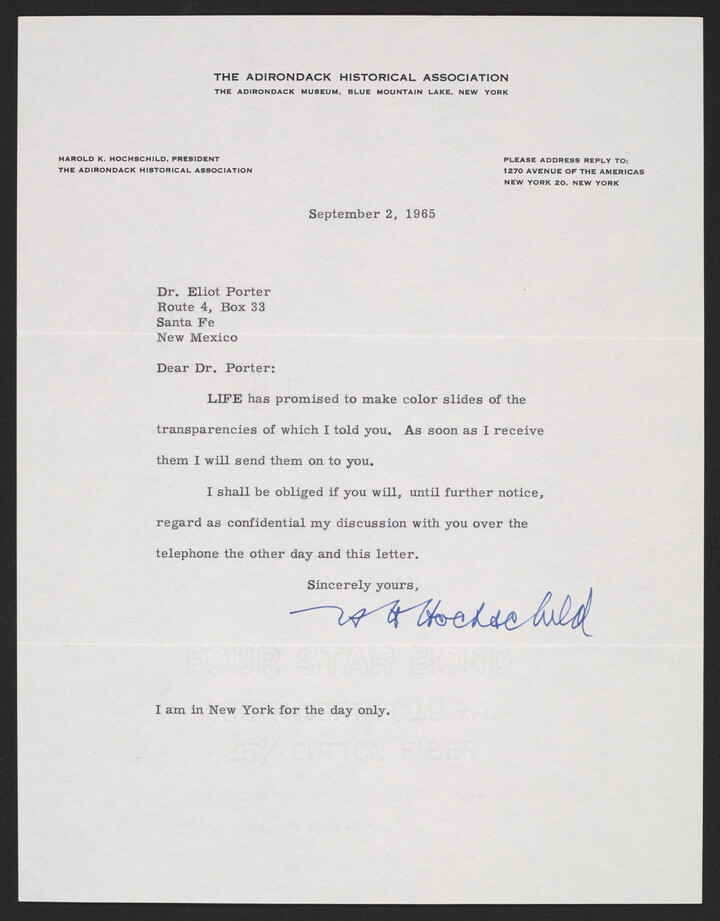 THE ADIRONDACK HISTORICAL ASSOCIATION
THE ADIRONDACK MUSEUM, BLUE MOUNTAIN LAKE, NEW YORK
HAROLD K. HOCHSCHILD, PRESIDENT
THE ADIRONDACK HISTORICAL ASSOCIATION
PLEASE ADDRESS REPLY TO:
1270 AVENUE OF THE AMERICAS
NEW YORK 20, NEW YORK
September 2, 1965
Dr. Eliot Porter
Route 4, Box 33
Santa Fe
New Mexico
Dear Dr. Porter:
LIFE has promised to make color slides of the
transparencies of which I told you. As soon as I receive
them I will send them on to you.
I shall be obliged if you will, until further notice,
regard as confidential my discussion with you over the
telephone the other day and this letter.
Sincerely yours,
H K Hochschild
FOUR STAR BOND
I am in New York for the day only.
25% COTTON FIBER